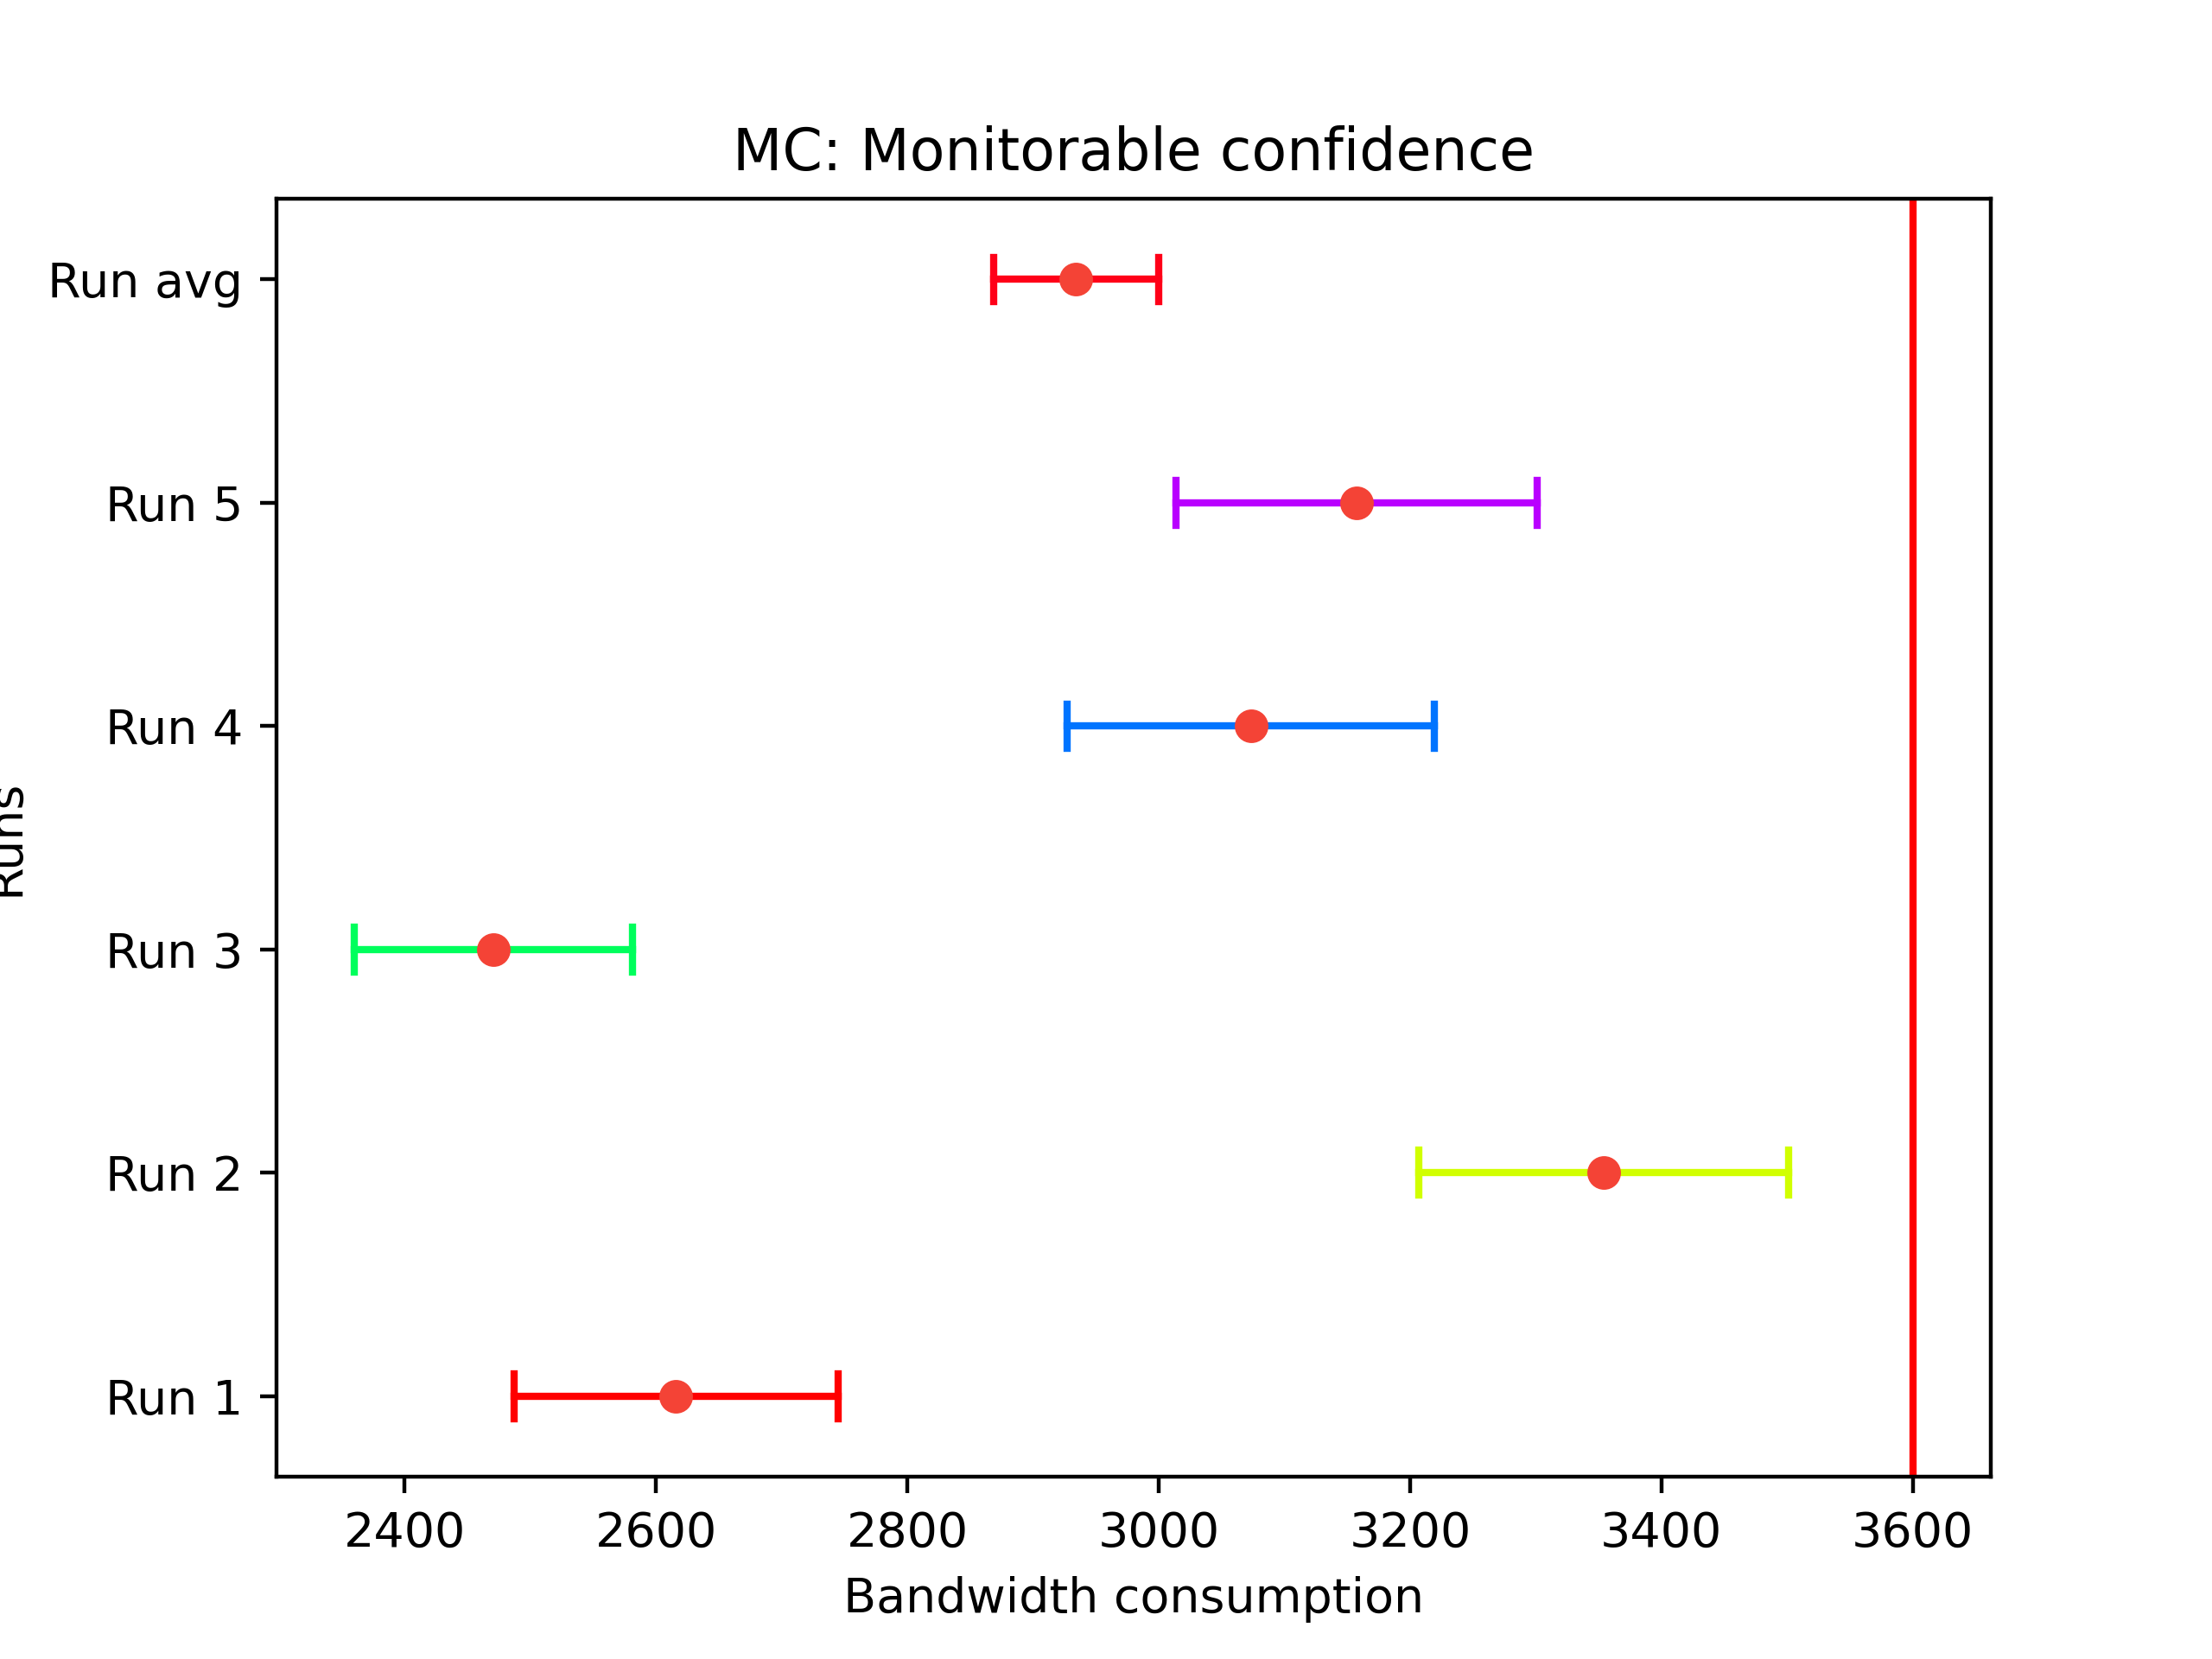 MC: Monitorable confidence
Run avg
Run 5
Run 4
Runs
Run 3
Run 2
Run 1
2400 2600 2800 3000 3200 3400 3600
Bandwidth consumption